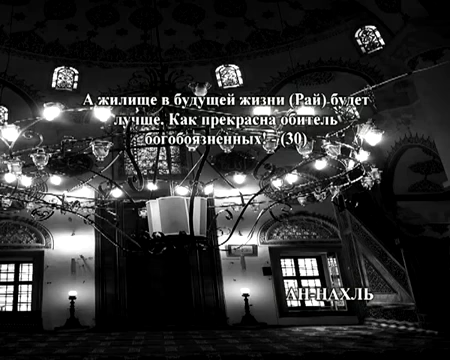 А жилище в будущей жизни (Рай) будет
лучше. Как прекрасна обитель
богобоязненных! (30)
АН-НАХЛЬ